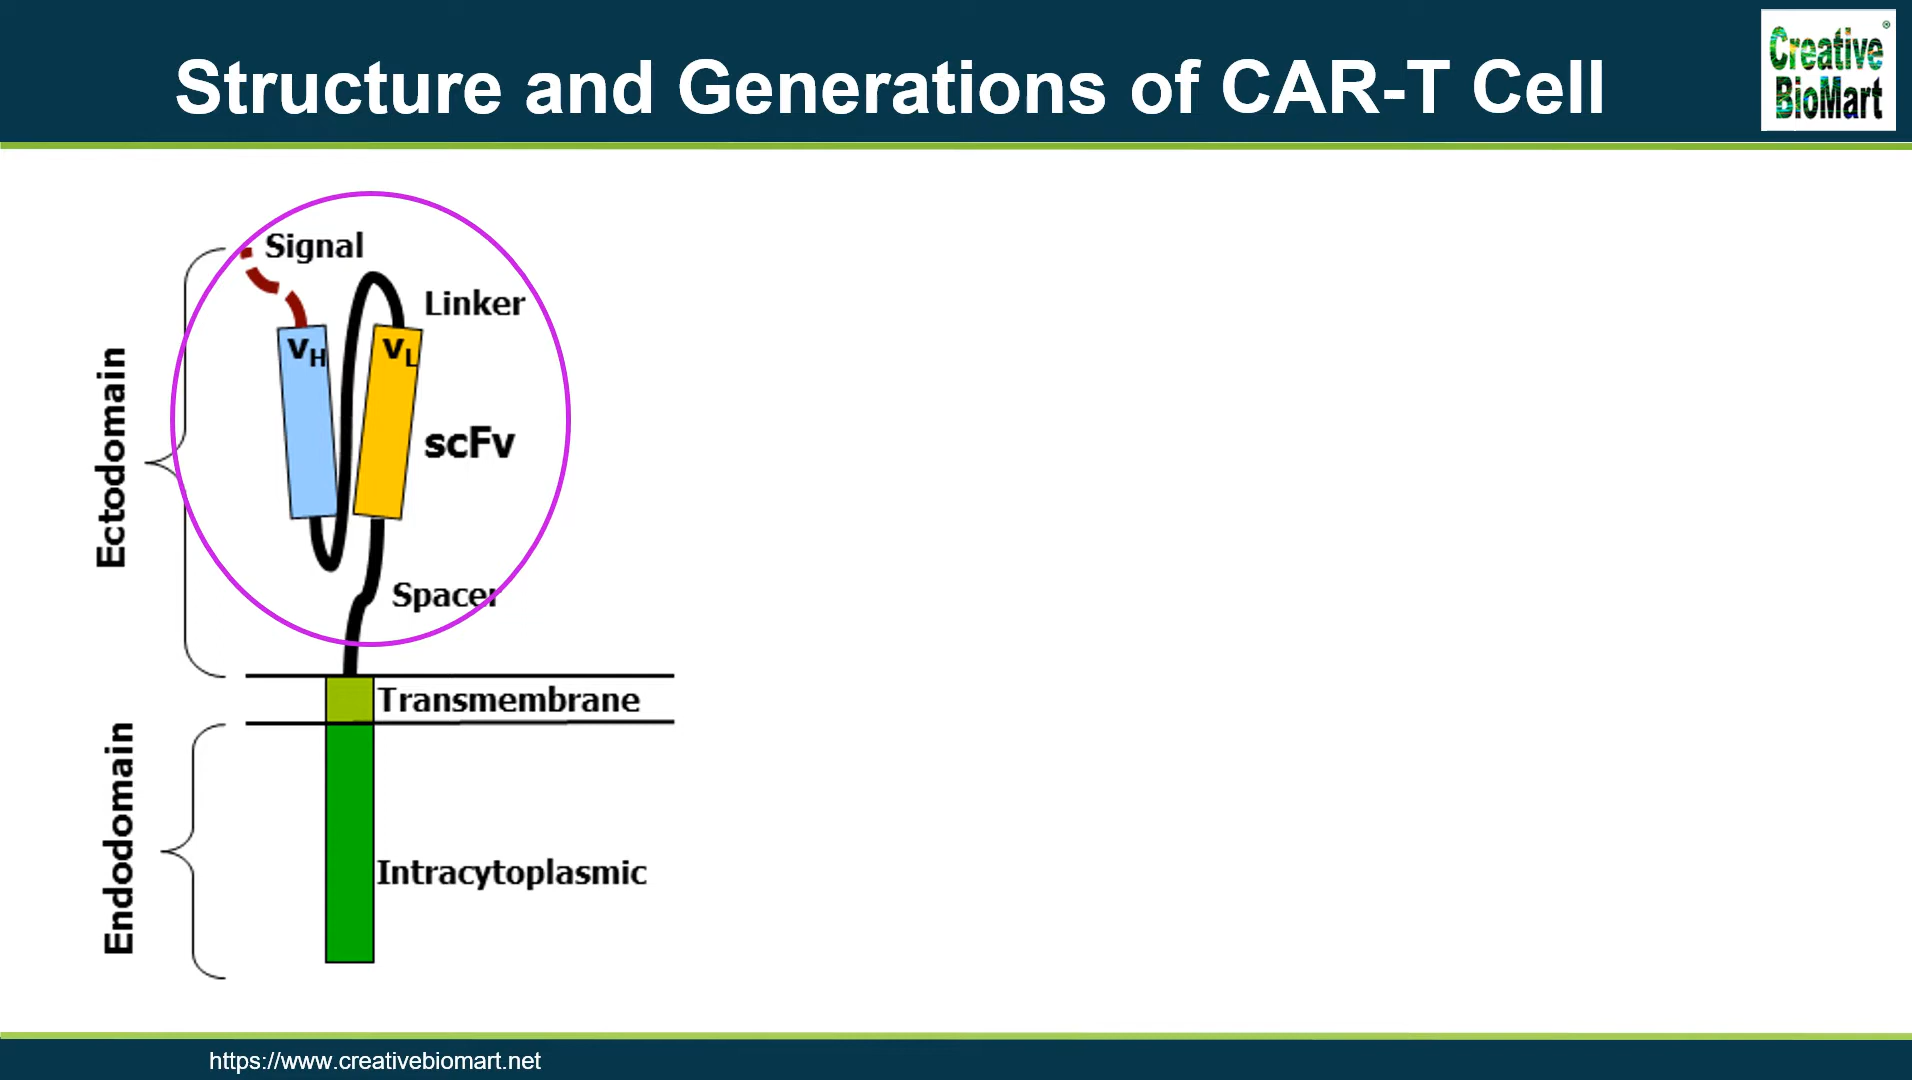 Structure and Generations of CAR-T Cell
Creative®
BioMart
Signal
Linker
VH
VL
scFv
Ectodomain
Spacer
Transmembrane
Endodomain
Intracytoplasmic
https://www.creativebiomart.net